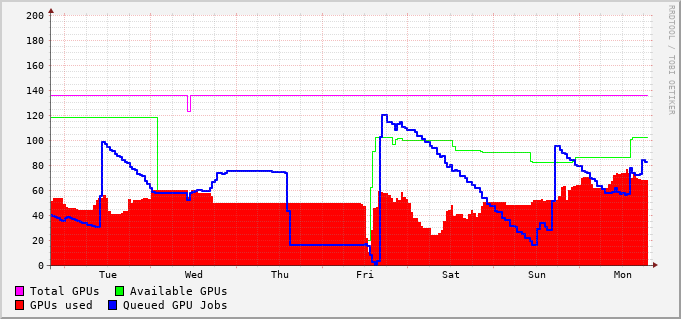 200
180
160
140
120
100
80
60
40
20
0
Tue Wed Thu Fri Sat Sun Mon
Total GPUs Available GPUs
GPUs used Queued GPU Jobs
RRDTOOL / TOBI OETIKER